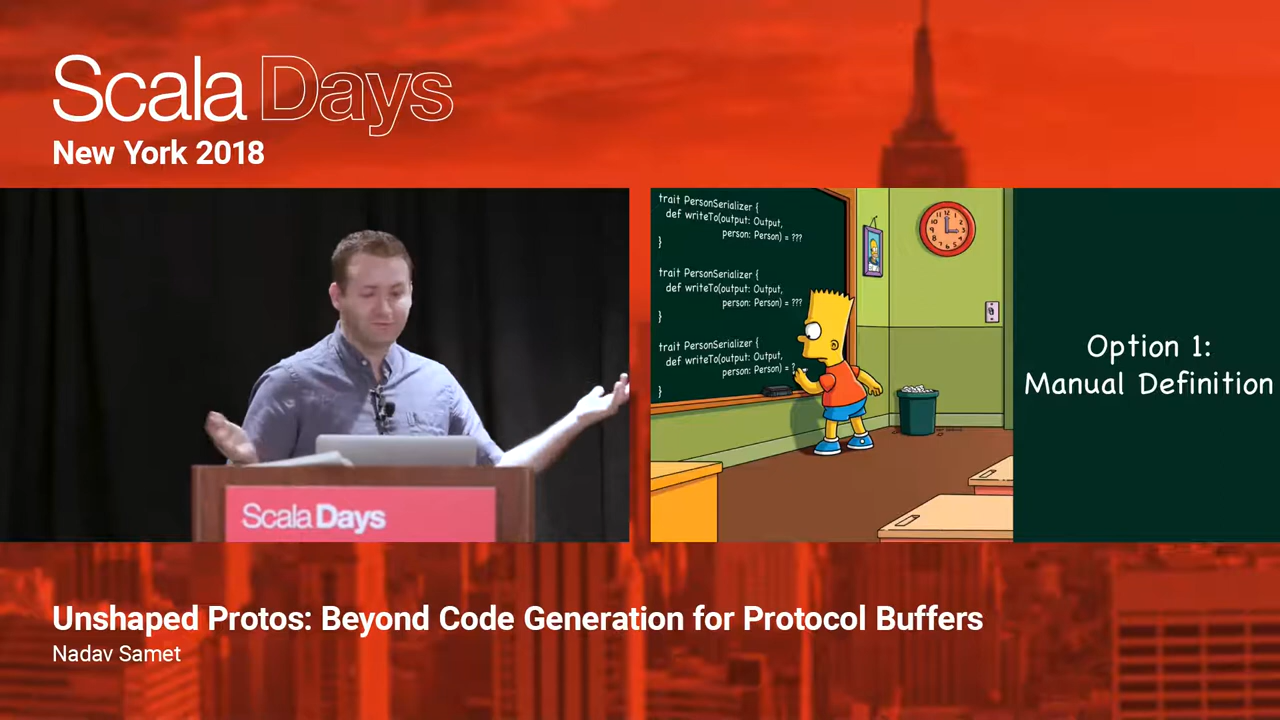 Scala Days
New York 2018
trait PersonSerializer {
def writeTo(output: Output,
person: Person) = ???
}
trait PersonSerializer {
def writeTo(output: Output,
person: Person) = ???
}
trait PersonSerializer {
def writeTo(output: Output,
person: Person) = ?
}
Option 1:
Manual Definition
Scala Days
Unshaped Protos: Beyond Code Generation for Protocol Buffers
Nadav Samet